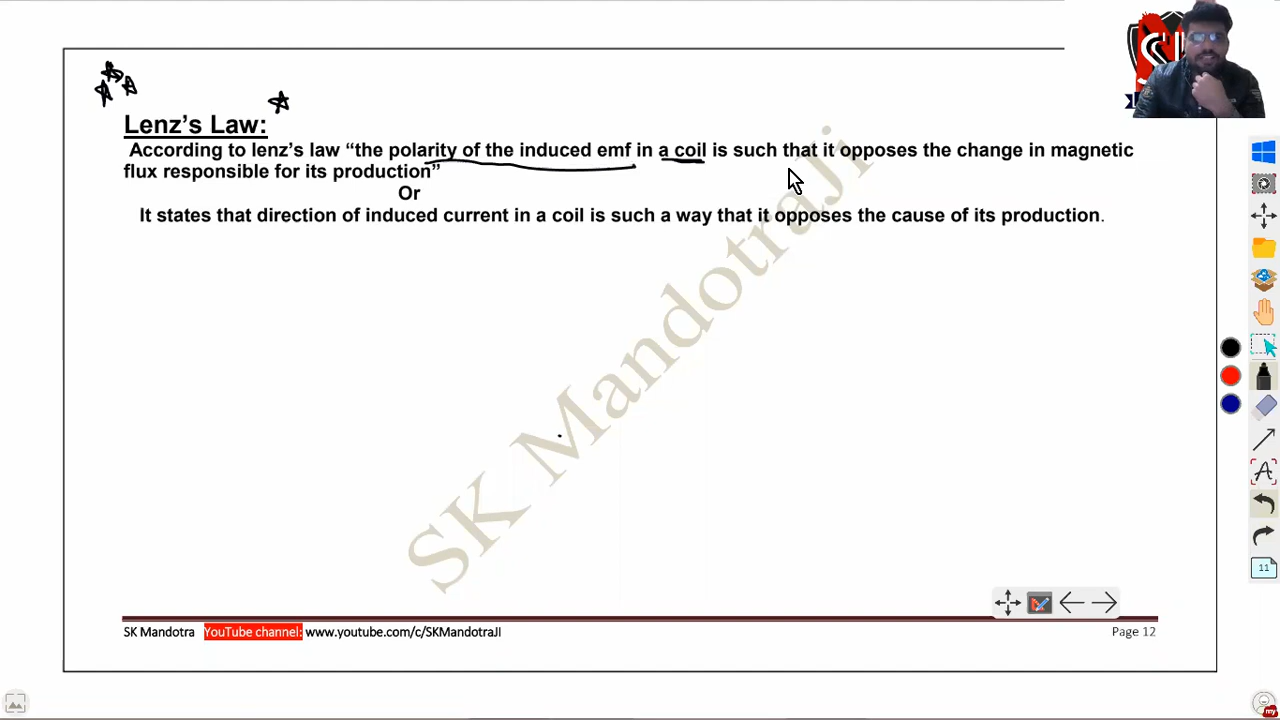 Lenz's Law:
According to lenz's law “the polarity of the induced emf in a coil is such that it opposes the change in magnetic
flux responsible for its production”
Or
It states that direction of induced current in a coil is such a way that it opposes the cause of its production.
SK MandotraJi
SK Mandotra YouTube channel: www.youtube.com/c/SKMandotraJI
Page 12
11